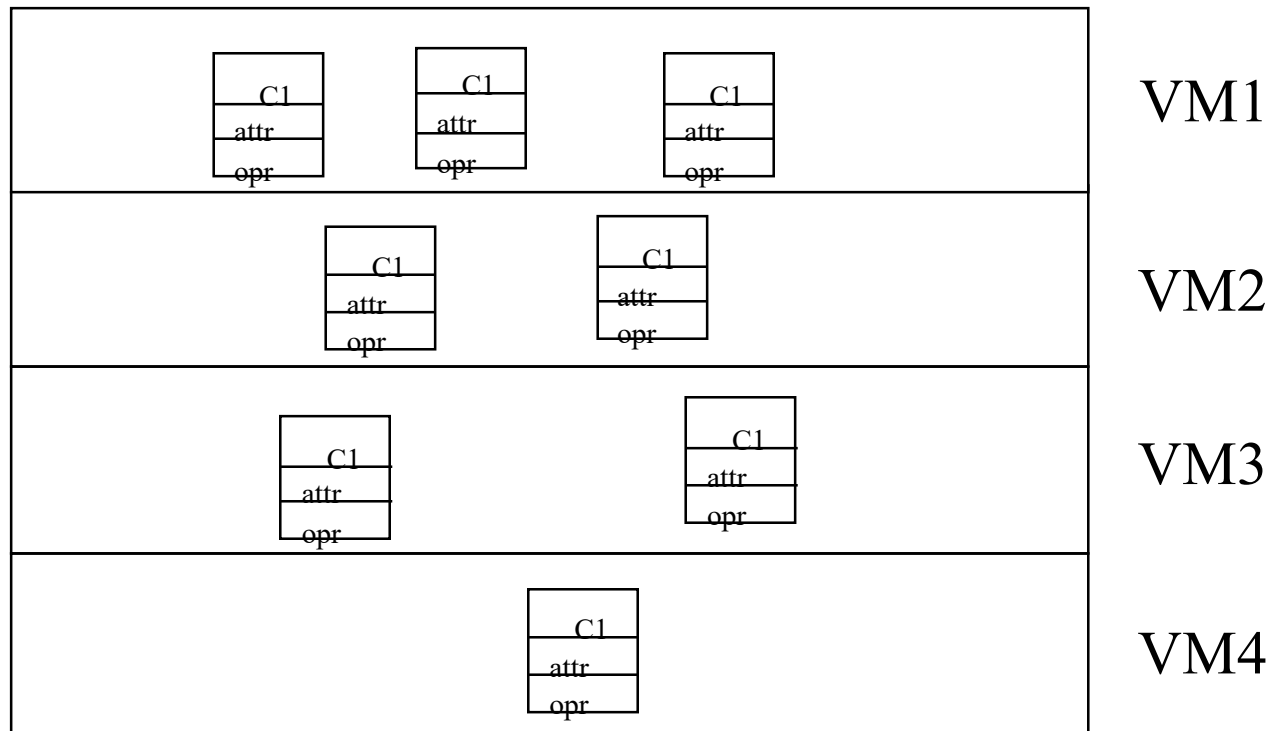 C1 C1 C1 VM1
attr attr attr
opr opr opr
C1 C1 VM2
attr attr
opr opr
C1 C1 VM3
attr attr
opr opr
C1 VM4
attr
opr